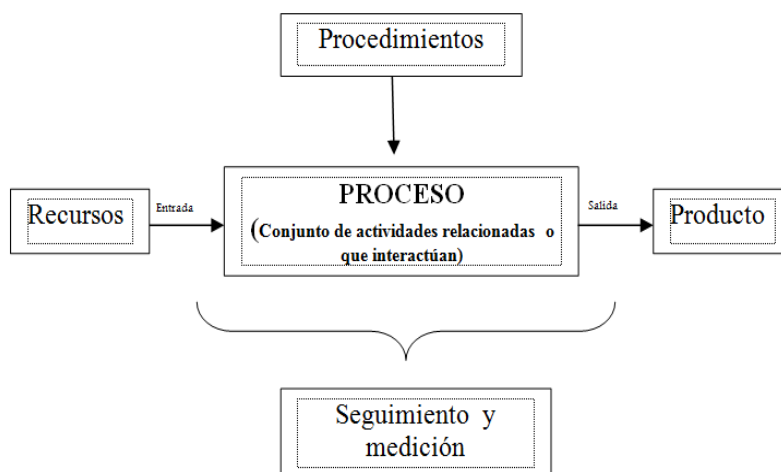 Procedimientos
Recursos
Entrada
PROCESO
(Conjunto de actividades relacionadas o
que interactúan)
Salida
Producto
Seguimiento y
medición